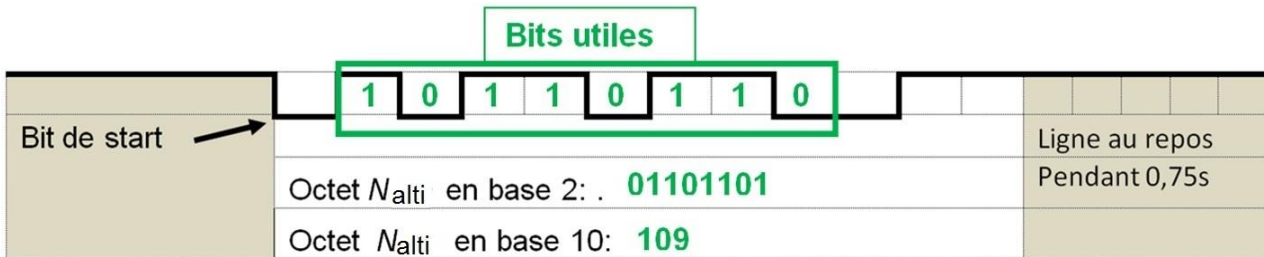 Bits utiles
1 0 1 1 0 1 1 0
Bit de start
Ligne au repos
Pendant 0,75s
Octet Nalti en base 2: . 01101101
Octet Nalti en base 10: 109